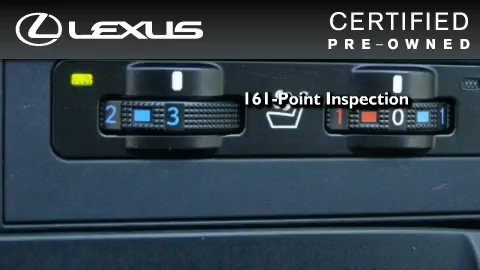 LEXUS
CERTIFIED
PRE-OWNED
161-Point Inspection
2 3
1 0 1